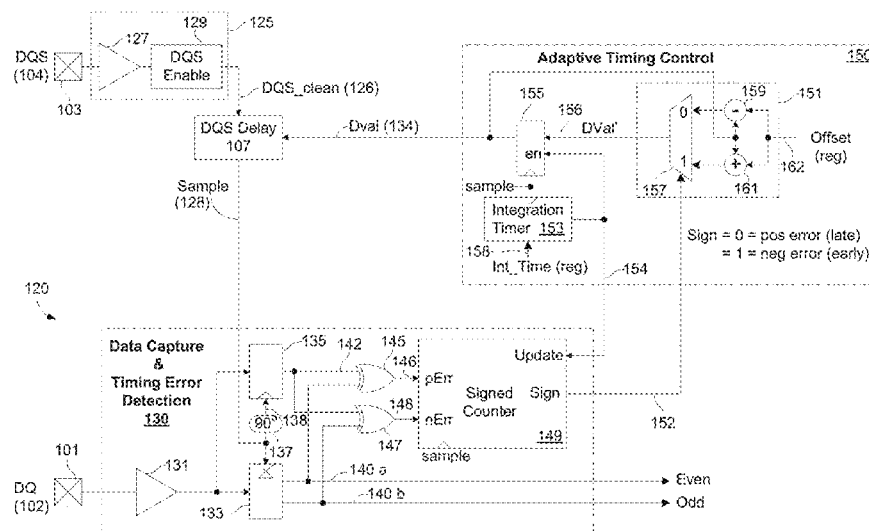 129
127
125
DQS
(104)
DQS
Enable
103
DQS_clean (126)
DQS Delay
107
Dval (134)
Sample
(128)
Adaptive Timing Control
150
155
166
159
151
DVal'
0
-
en
Offset
(reg)
1
+
162
sample
157
161
Integration
Timer 153
158
Int_Time (reg)
154
Sign = 0 = pos error (late)
= 1 = neg error (early)
120
Data Capture
&
Timing Error
Detection
130
135
142
145
146
Update
pErr
Signed
Counter
Sign
90°
138
148
nErr
137
147
149
152
sample
101
131
DQ
(102)
133
140 a
140 b
Even
Odd